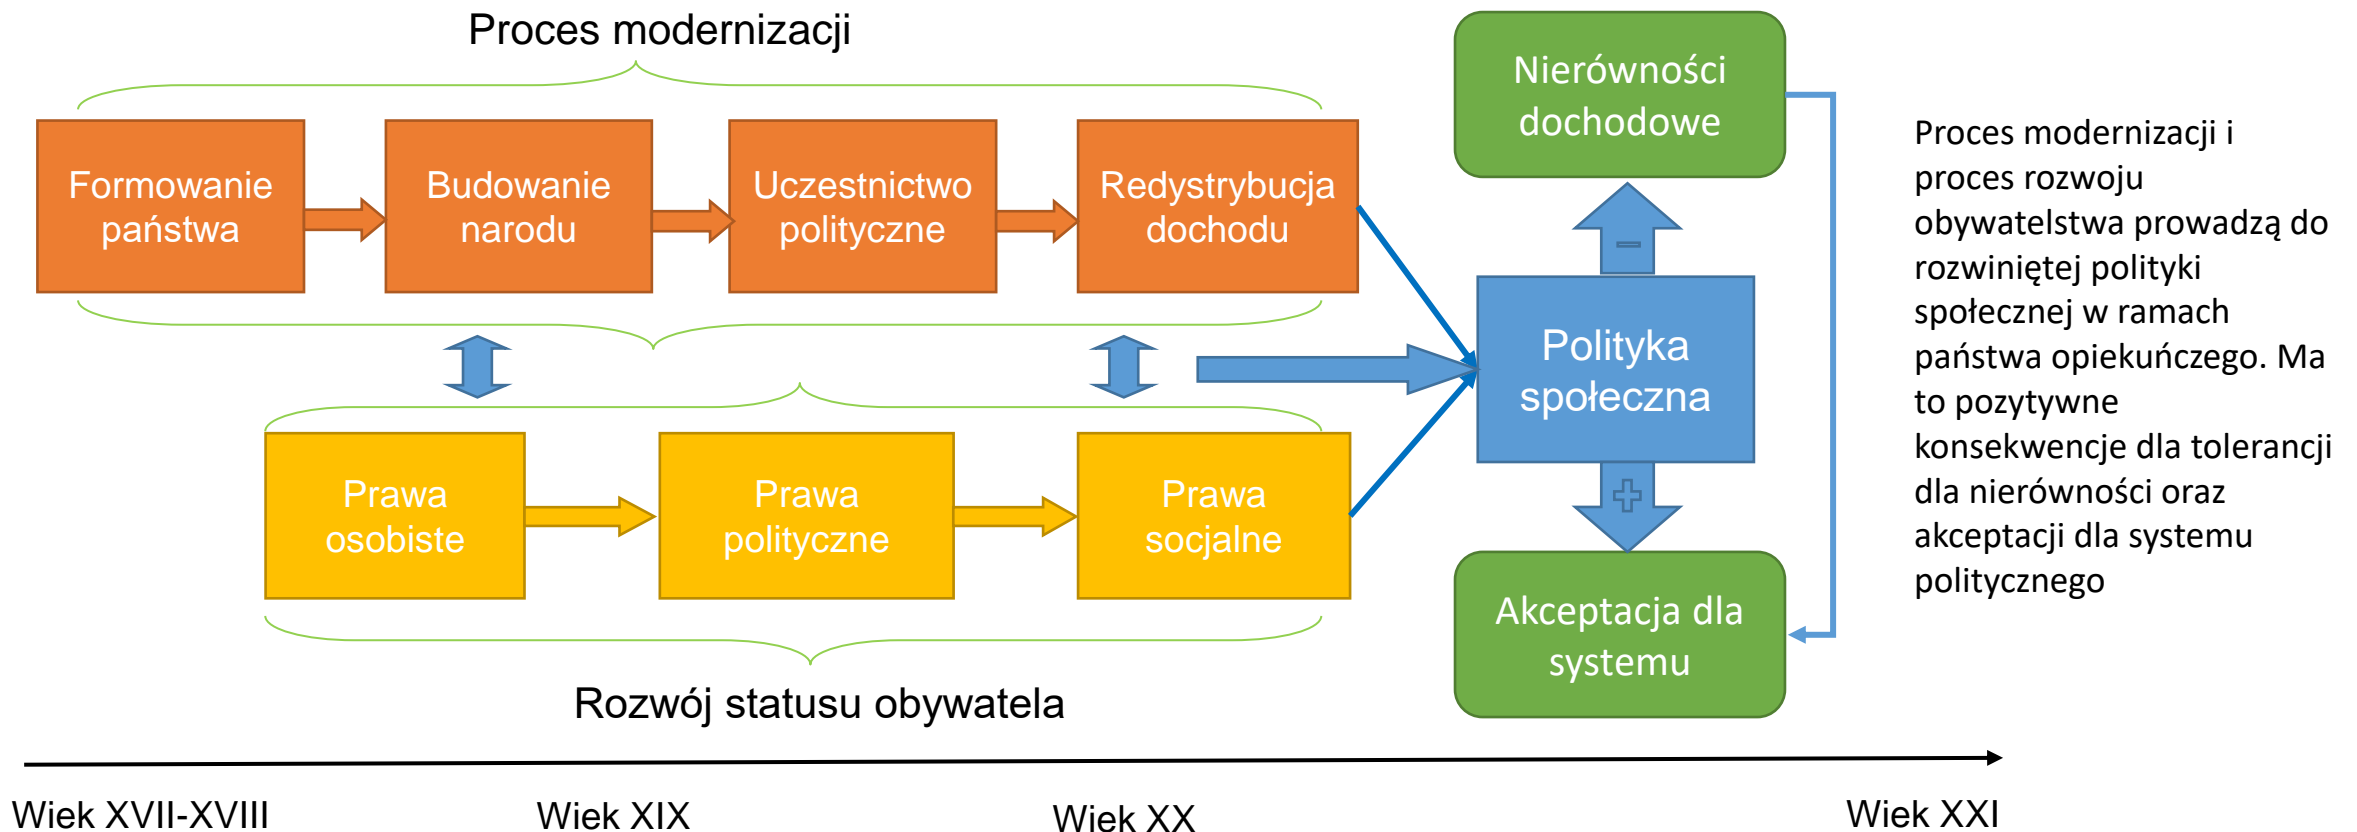 Proces modernizacji
Formowanie
państwa
Budowanie
narodu
Uczestnictwo
polityczne
Redystrybucja
dochodu
Prawa
osobiste
Prawa
polityczne
Prawa
socjalne
Rozwój statusu obywatela
Nierówności
dochodowe
Polityka
społeczna
Akceptacja dla
systemu
Proces modernizacji i
proces rozwoju
obywatelstwa prowadzą do
rozwiniętej polityki
społecznej w ramach
państwa opiekuńczego. Ma
to pozytywne
konsekwencje dla tolerancji
dla nierówności oraz
akceptacji dla systemu
politycznego
Wiek XVII-XVIII
Wiek XIX
Wiek XX
Wiek XXI